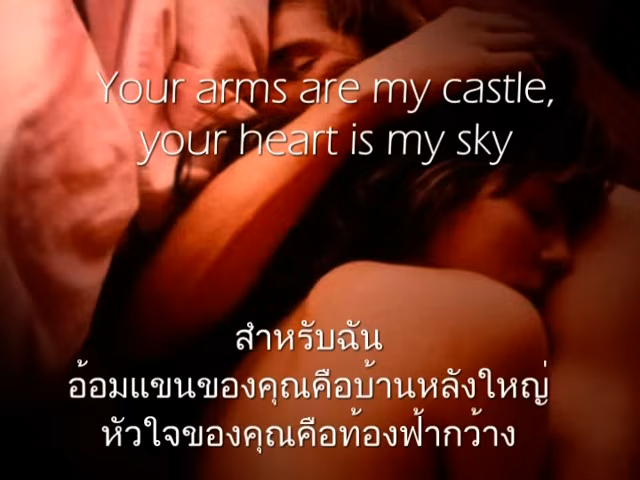 Your arms are my castle,
your heart is my sky
สำหรับฉัน
อ้อมแขนของคุณคือบ้านหลังใหญ่
หัวใจของคุณคือท้องฟ้ากว้าง